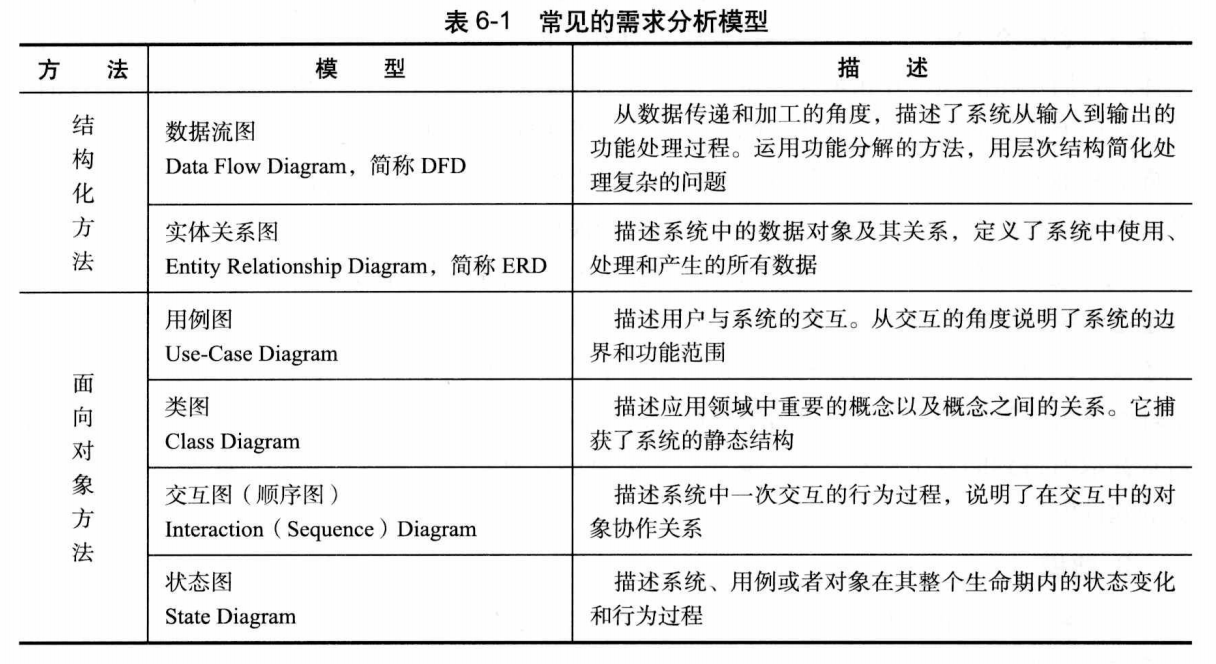 表 6-1 常见的需求分析模型
方 法 模 型 描 述
结构化方法
数据流图
Data Flow Diagram，简称 DFD
从数据传递和加工的角度，描述了系统从输入到输出的
功能处理过程。运用功能分解的方法，用层次结构简化处
理复杂的问题
实体关系图
Entity Relationship Diagram，简称 ERD
描述系统中的数据对象及其关系，定义了系统中使用、
处理和产生的所有数据
面向对象方法
用例图
Use-Case Diagram
描述用户与系统的交互。从交互的角度说明了系统的边
界和功能范围
类图
Class Diagram
描述应用领域中重要的概念以及概念之间的关系。它捕
获了系统的静态结构
交互图（顺序图）
Interaction（Sequence）Diagram
描述系统中一次交互的行为过程，说明了在交互中的对
象协作关系
状态图
State Diagram
描述系统、用例或者对象在其整个生命期内的状态变化
和行为过程